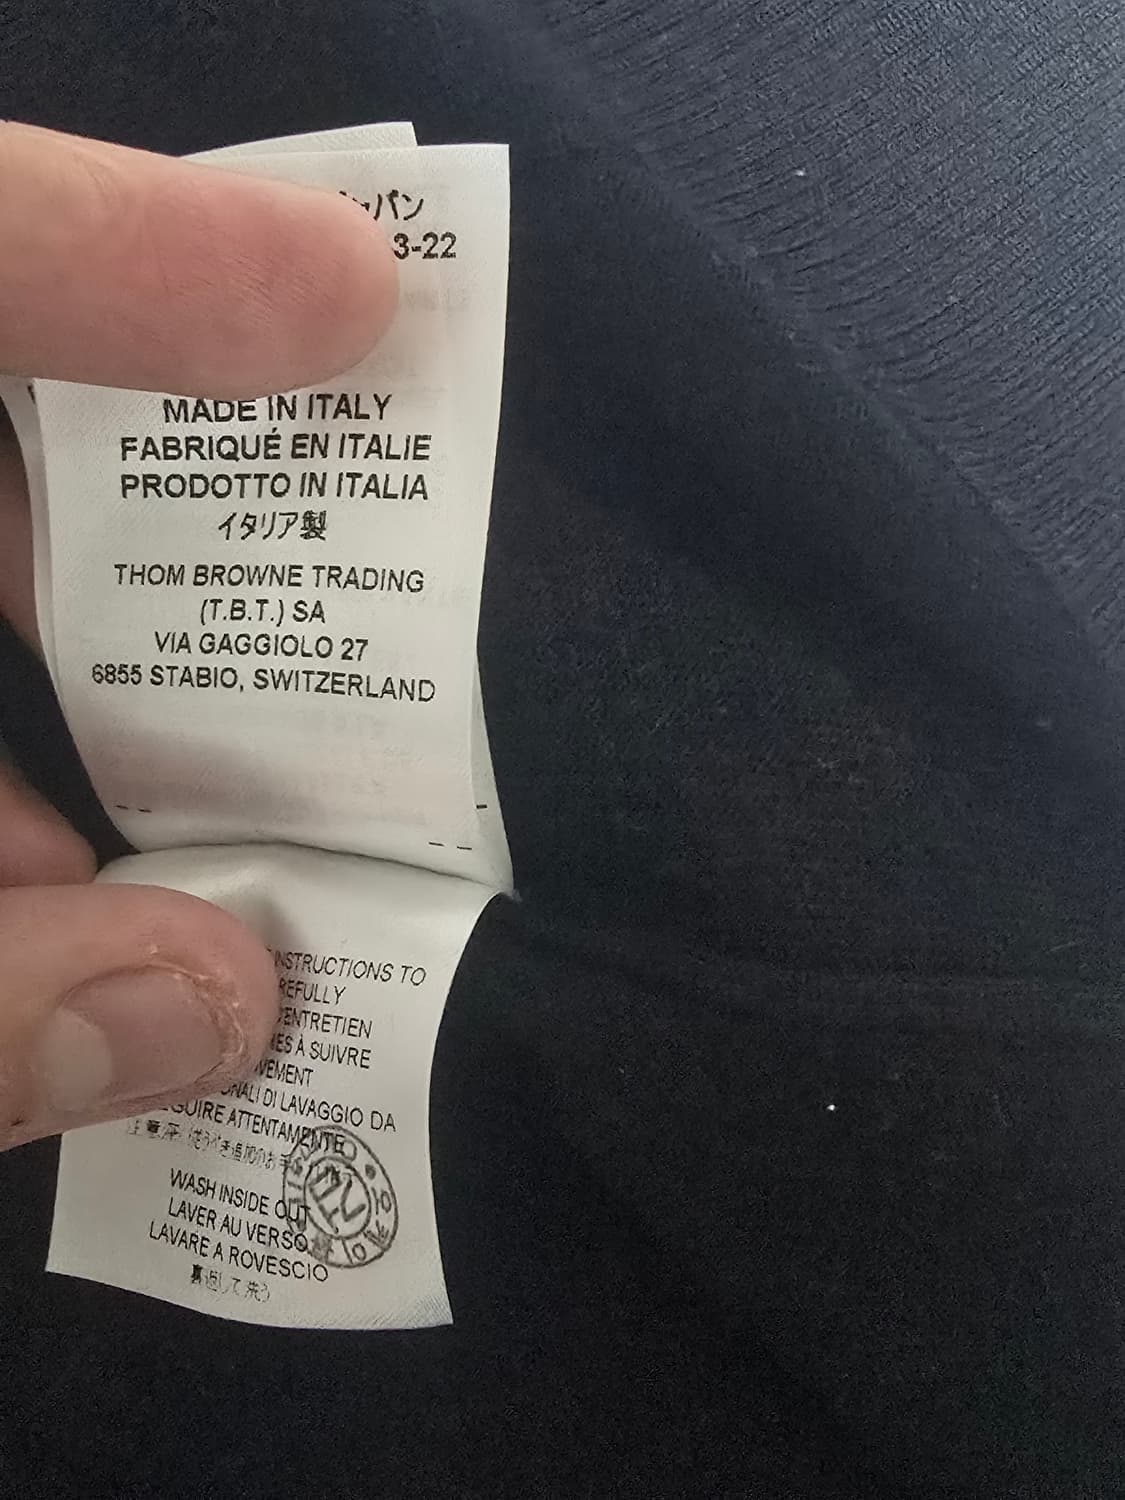 ャパン
3-22
MADE IN ITALY
FABRIQUÉ EN ITALIE
PRODOTTO IN ITALIA
イタリア製
THOM BROWNE TRADING
(T.B.T.) SA
VIA GAGGIOLO 27
6855 STABIO, SWITZERLAND
INSTRUCTIONS TO
REFULLY
ENTRETIEN
ES À SUIVRE
VEMENT
ONALI DI LAVAGGIO DA
EGUIRE ATTENTAMENTE
WASH INSIDE OUT
LAVER AU VERSO
LAVARE A ROVESCIO
裏返して洗う